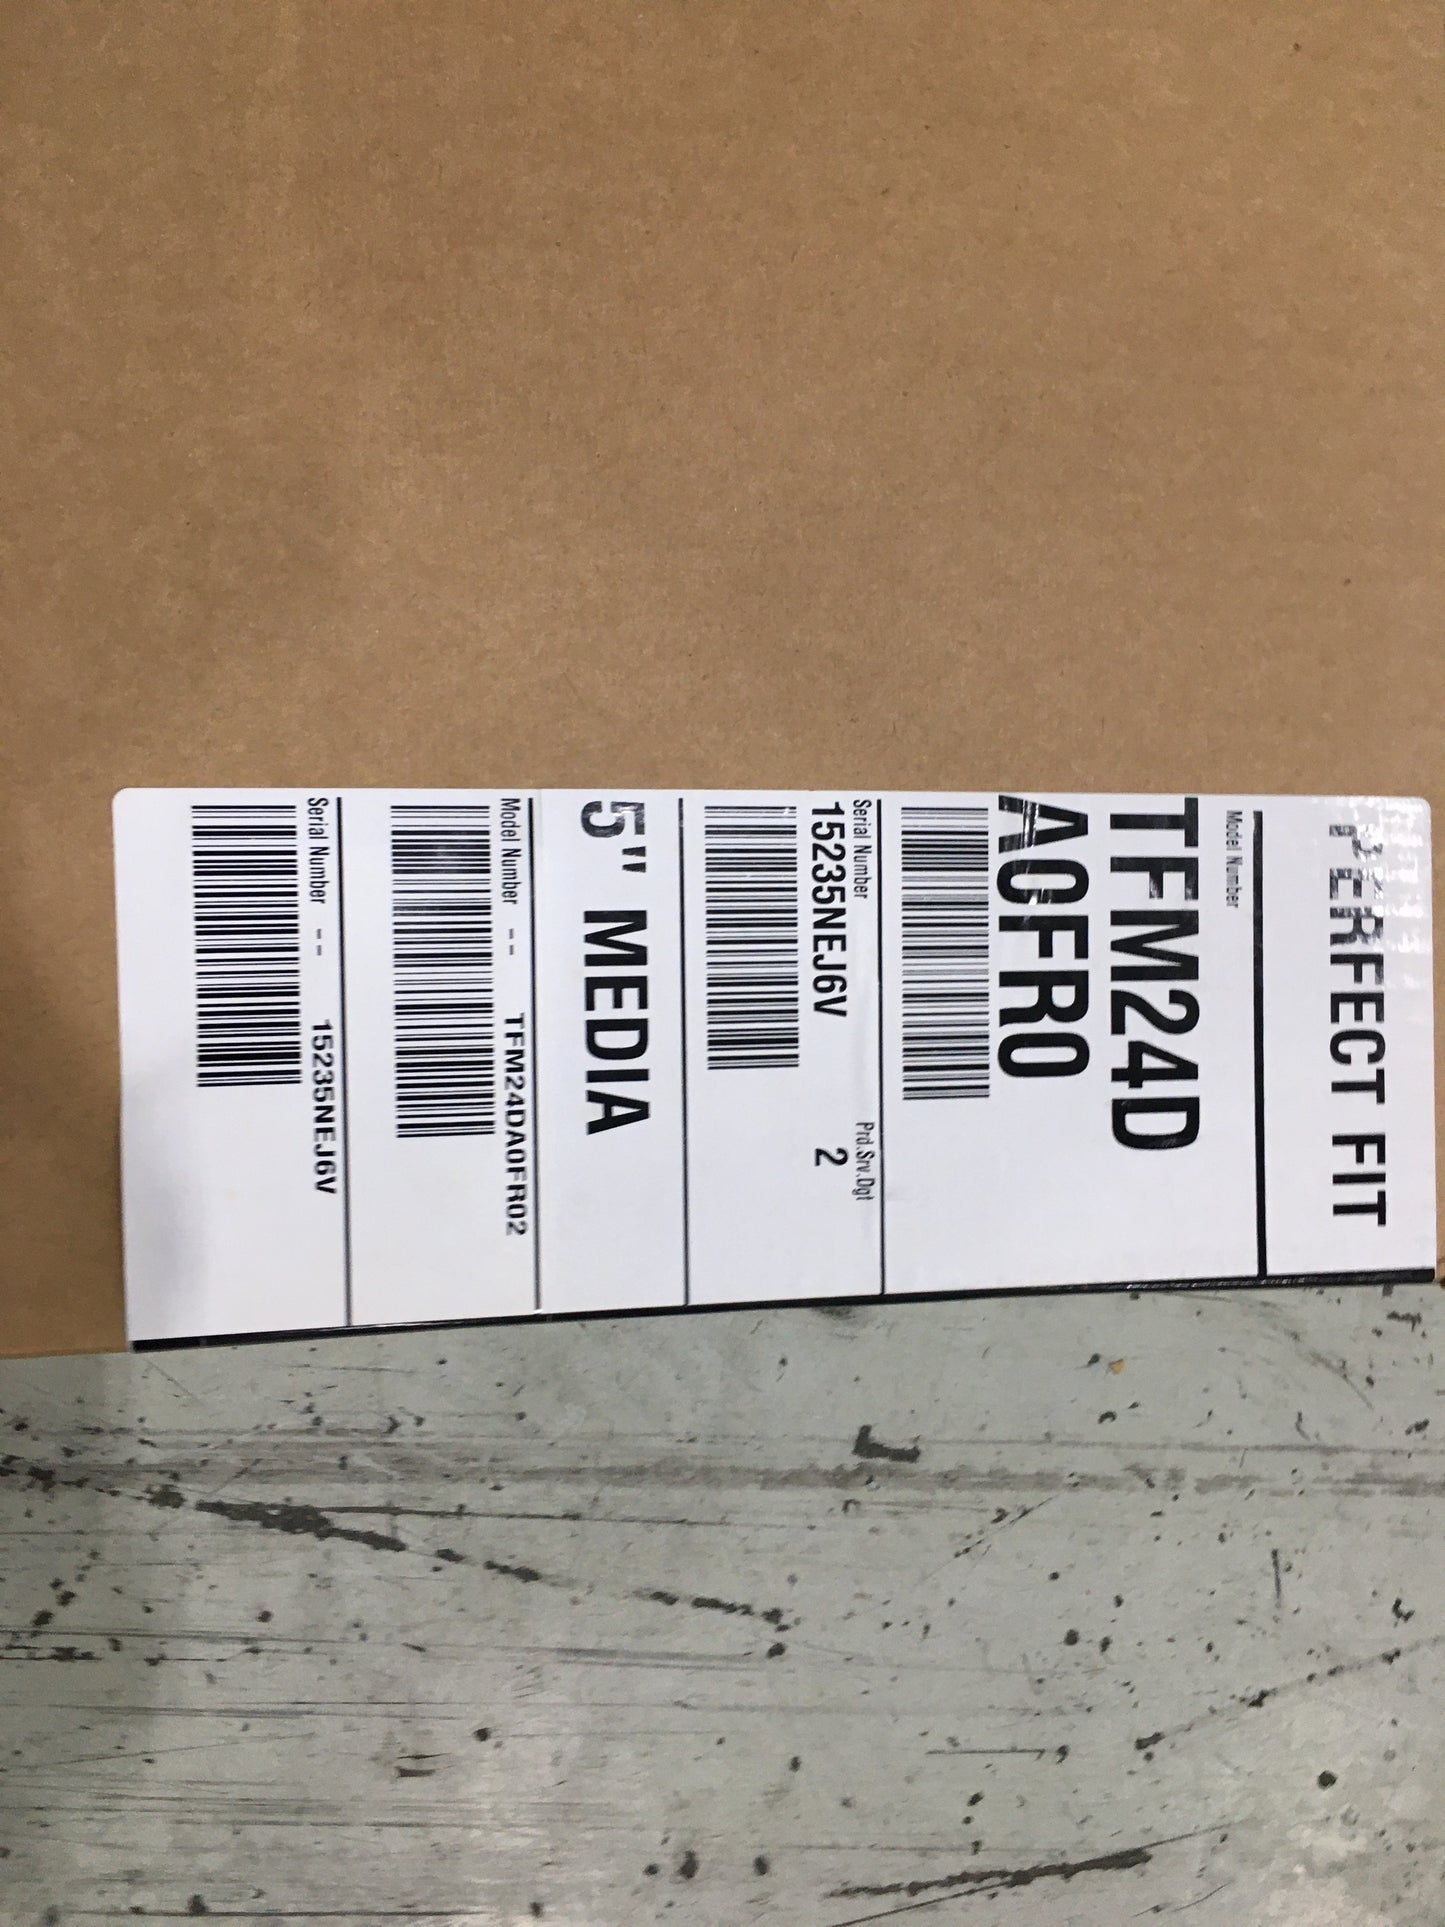 PERFECT FIT
Model Number
TFM24D
A0FR0
Serial Number
Prd.Srv.Dgt
15235NEJ6V
2
5" MEDIA
Model Number -- TFM24DA0FR02
Serial Number -- 15235NEJ6V